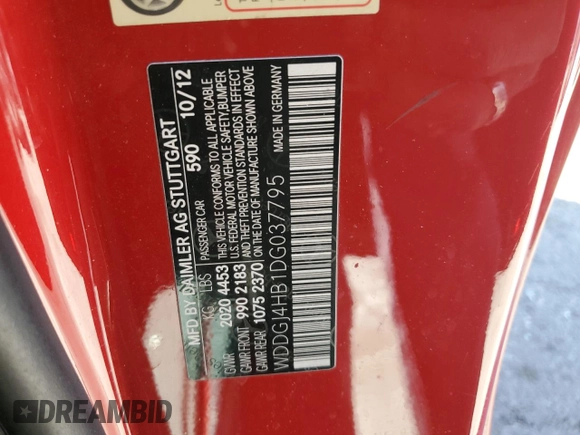 MFD BY DAIMLER AG STUTTGART
PASSENGER CAR 590 10/12
KG LBS
GVWR 2020 4453 THIS VEHICLE CONFORMS TO ALL APPLICABLE
GAWR FRONT 990 2183 U.S. FEDERAL MOTOR VEHICLE SAFETY, BUMPER
GAWR REAR 1075 2370 AND THEFT PREVENTION STANDARDS IN EFFECT
ON THE DATE OF MANUFACTURE SHOWN ABOVE
WDDGJ4HB1DG037795 MADE IN GERMANY
DREAMBID